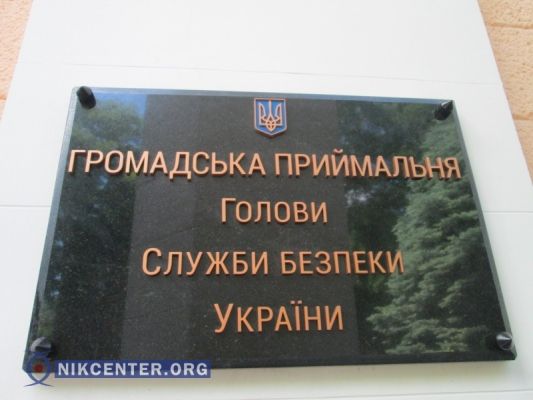 ГРОМАДСЬКА ПРИЙМАЛЬНЯ
ГОЛОВИ
СЛУЖБИ БЕЗПЕКИ
УКРАЇНИ
NIKCENTER.ORG